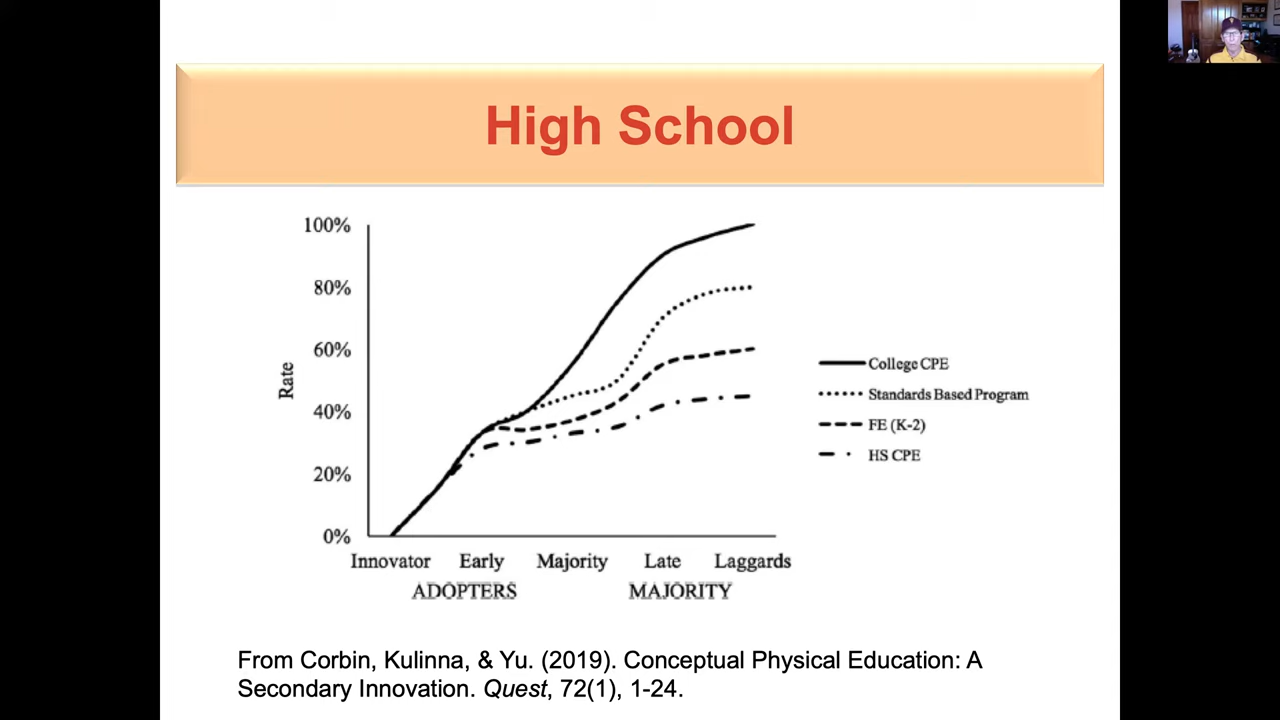 High School
100%
80%
60%
40%
20%
0%
Rate
Innovator Early Majority Late Laggards
ADOPTERS MAJORITY
College CPE
Standards Based Program
FE (K-2)
HS CPE
From Corbin, Kulinna, & Yu. (2019). Conceptual Physical Education: A
Secondary Innovation. Quest, 72(1), 1-24.